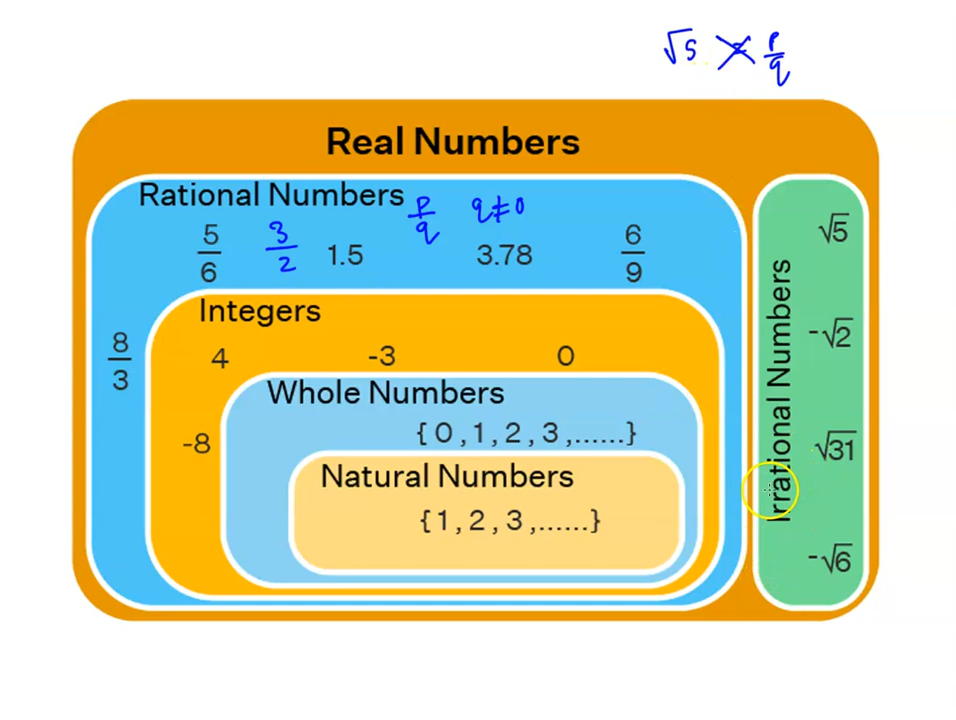 √5 ≠ p/q
Real Numbers
Rational Numbers p/q q≠0
5/6 3/2 1.5 3.78 6/9
Integers
8/3
4 -3 0
Whole Numbers
{ 0 , 1 , 2 , 3 ,...... }
-8
Natural Numbers
{ 1 , 2 , 3 ,...... }
Irrational Numbers
√5
-√2
√31
-√6